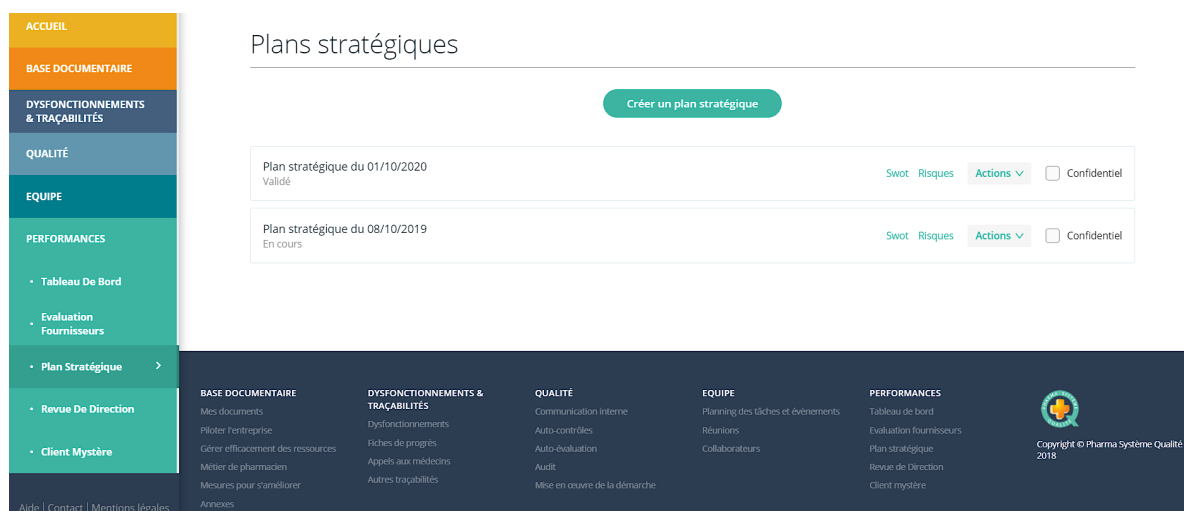 ACCUEIL
BASE DOCUMENTAIRE
DYSFONCTIONNEMENTS
& TRAÇABILITÉS
QUALITÉ
EQUIPE
PERFORMANCES
Tableau De Bord
Evaluation
Fournisseurs
Plan Stratégique
Revue De Direction
Client Mystère
Aide | Contact | Mentions légales
Plans stratégiques
Créer un plan stratégique
Plan stratégique du 01/10/2020
Validé
Swot Risques Actions Confidentiel
Plan stratégique du 08/10/2019
En cours
Swot Risques Actions Confidentiel
BASE DOCUMENTAIRE
Mes documents
Piloter l'entreprise
Gérer efficacement des ressources
Métier de pharmacien
Mesures pour s'améliorer
Annexes
DYSFONCTIONNEMENTS &
TRAÇABILITÉS
Dysfonctionnements
Fiches de progrès
Appels aux médecins
Autres traçabilités
QUALITÉ
Communication interne
Auto-contrôles
Auto-évaluation
Audit
Mise en œuvre de la démarche
EQUIPE
Planning des tâches et évènements
Réunions
Collaborateurs
PERFORMANCES
Tableau de bord
Evaluation fournisseurs
Plan stratégique
Revue de Direction
Client mystère
PHARMA-SYSTÈME
QUALITÉ
Copyright © Pharma Système Qualité
2018